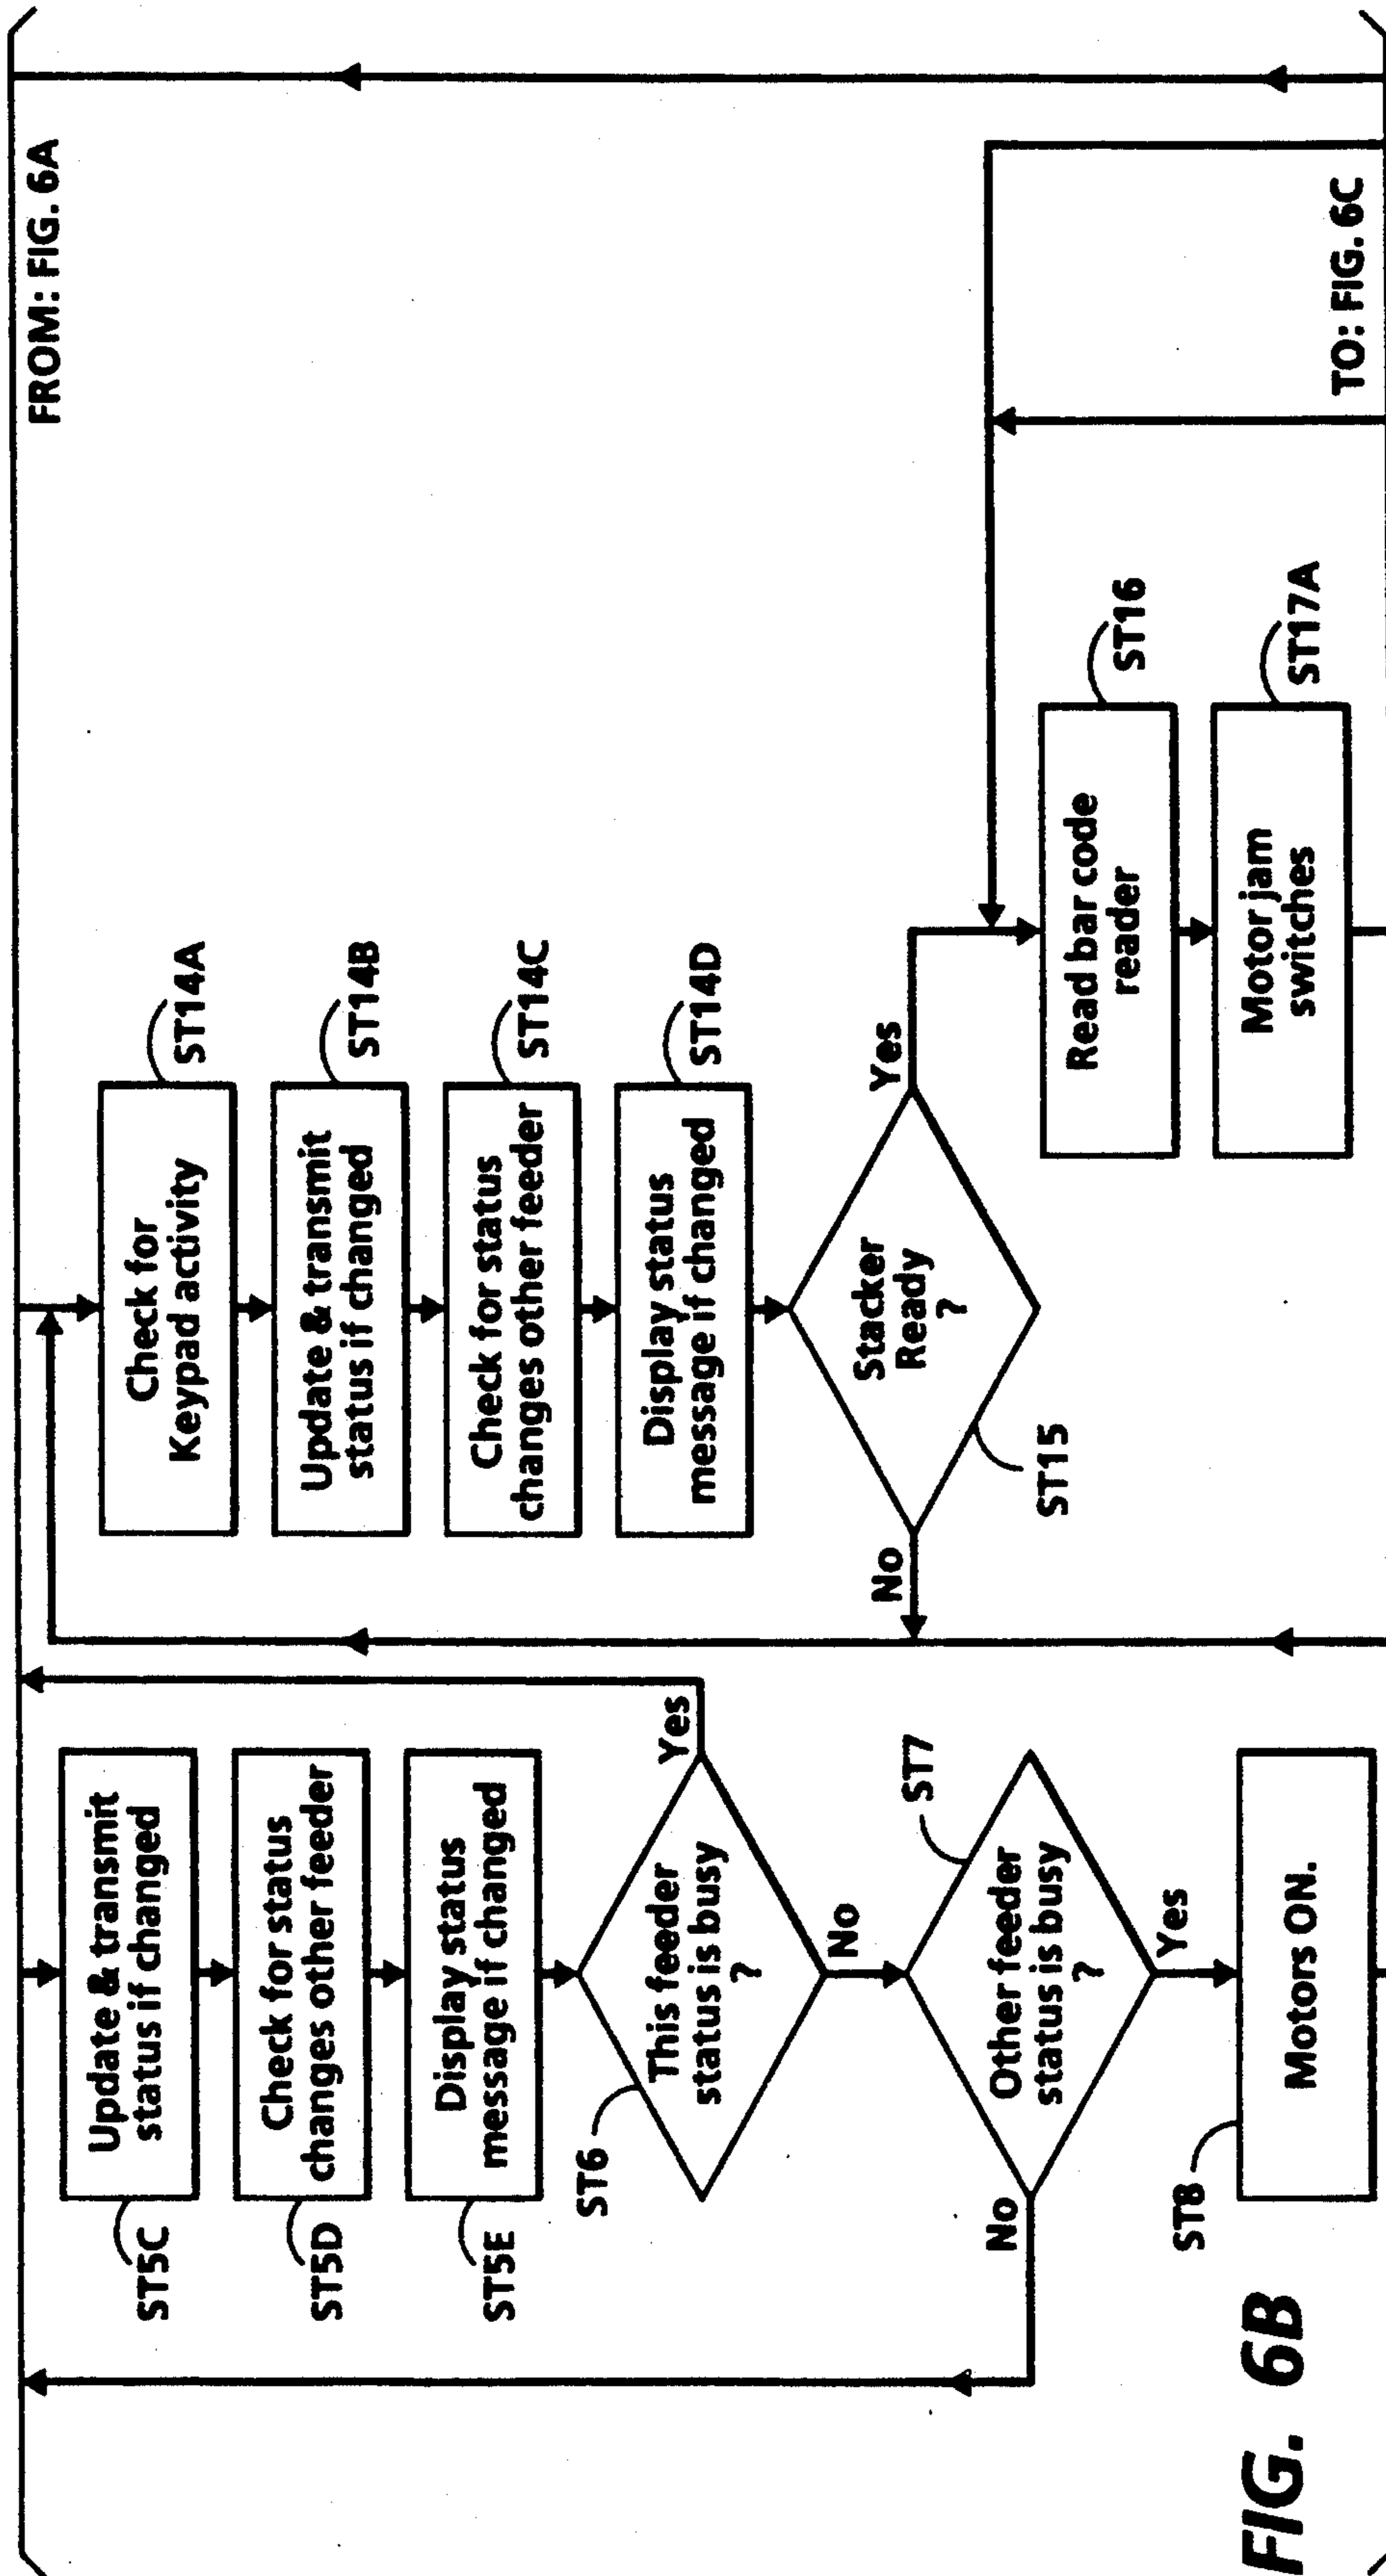 FROM: FIG. 6A
Update & transmit
status if changed
ST5C
Check for status
changes other feeder
ST5D
Display status
message if changed
ST5E
This feeder
status is busy
?
ST6
Yes
No
Other feeder
status is busy
?
ST7
No
Yes
Motors ON.
ST8
Check for
Keypad activity
ST14A
Update & transmit
status if changed
ST14B
Check for status
changes other feeder
ST14C
Display status
message if changed
ST14D
Stacker
Ready
?
ST15
No
Yes
Read bar code
reader
ST16
Motor jam
switches
ST17A
TO: FIG. 6C
FIG. 6B